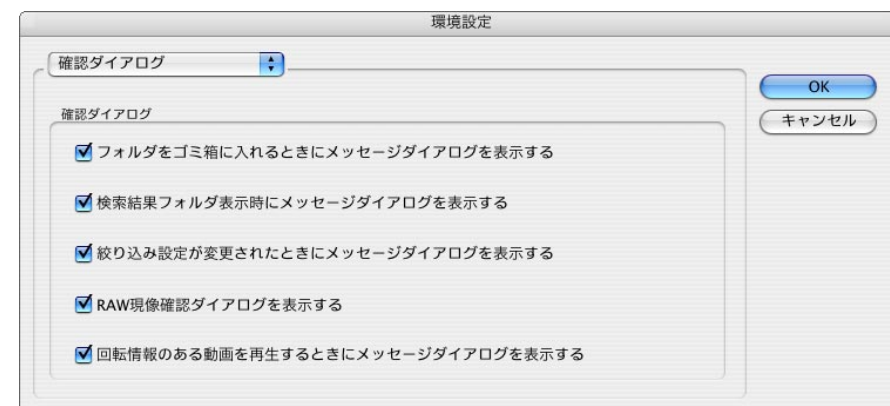 環境設定
確認ダイアログ
OK
キャンセル
確認ダイアログ
フォルダをゴミ箱に入れるときにメッセージダイアログを表示する
検索結果フォルダ表示時にメッセージダイアログを表示する
絞り込み設定が変更されたときにメッセージダイアログを表示する
RAW現像確認ダイアログを表示する
回転情報のある動画を再生するときにメッセージダイアログを表示する